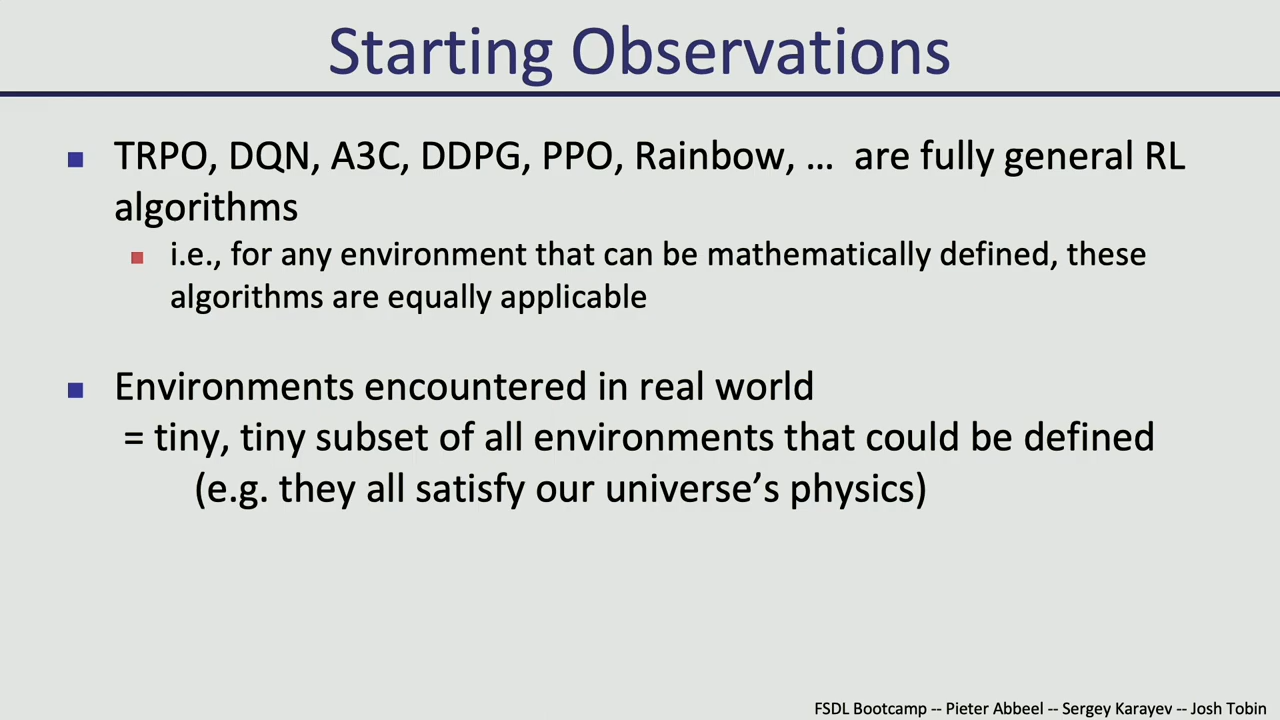 Starting Observations
TRPO, DQN, A3C, DDPG, PPO, Rainbow, … are fully general RL
algorithms
i.e., for any environment that can be mathematically defined, these
algorithms are equally applicable
Environments encountered in real world
= tiny, tiny subset of all environments that could be defined
(e.g. they all satisfy our universe’s physics)
FSDL Bootcamp -- Pieter Abbeel -- Sergey Karayev -- Josh Tobin